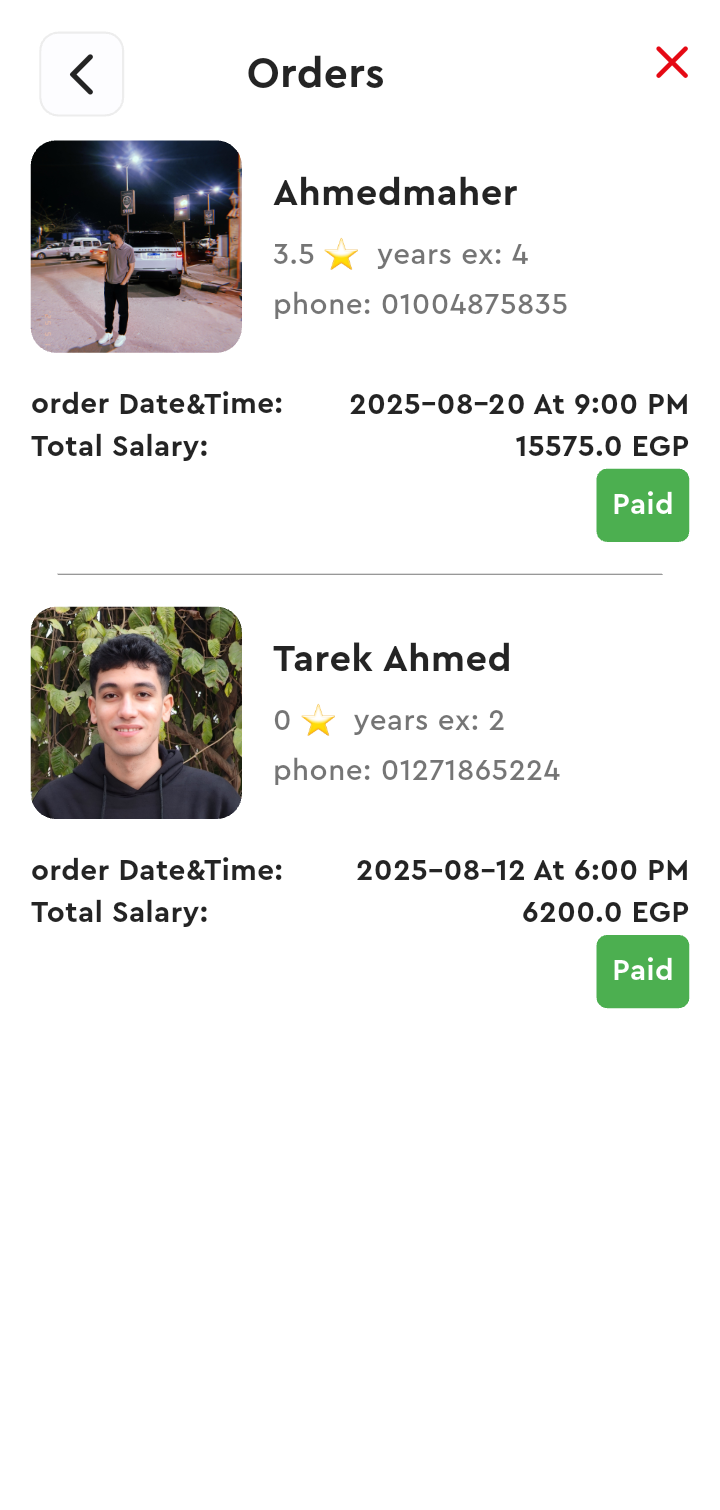 Orders
Ahmedmaher
3.5 ⭐ years ex: 4
phone: 01004875835
order Date&Time: 2025-08-20 At 9:00 PM
Total Salary: 15575.0 EGP
Paid
Tarek Ahmed
0 ⭐ years ex: 2
phone: 01271865224
order Date&Time: 2025-08-12 At 6:00 PM
Total Salary: 6200.0 EGP
Paid